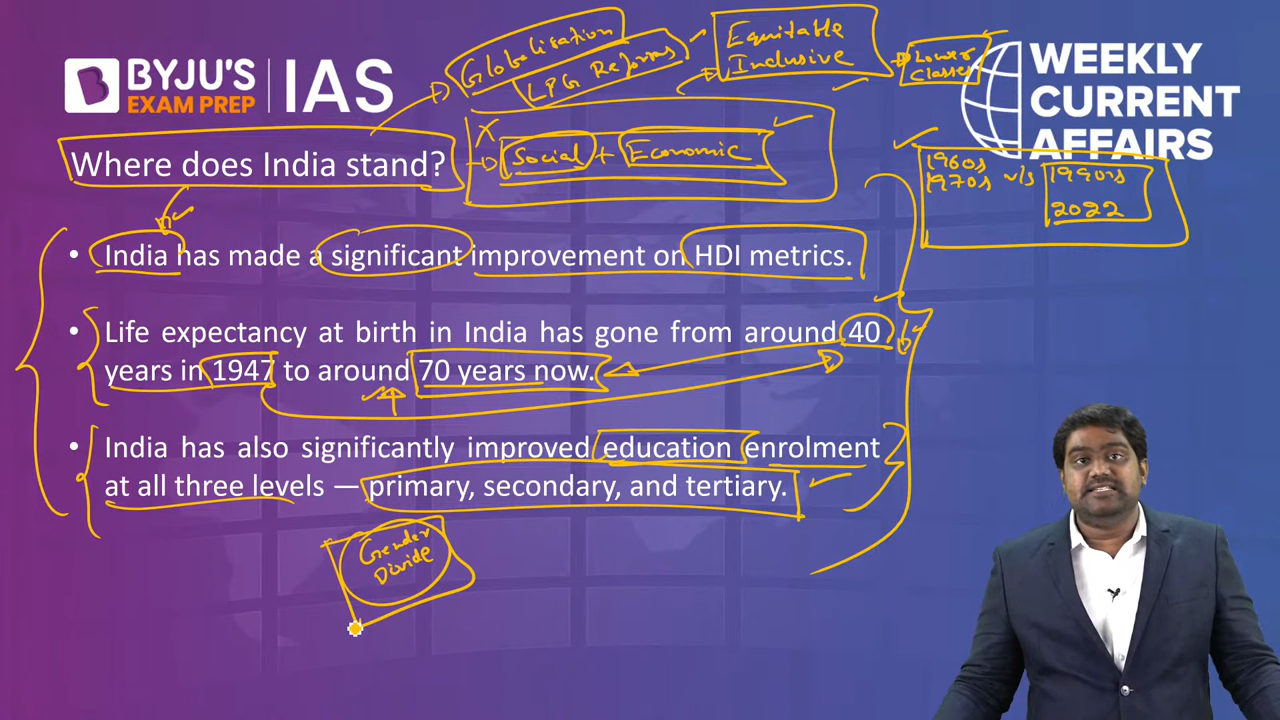 BYJU'S
EXAM PREP
IAS
WEEKLY
CURRENT
AFFAIRS
Globalisation
LPG Reforms
Equitable
Inclusive
Lower
Classes
Where does India stand?
Social + Economic
1960s
1970s v/s 1990s
2022
• India has made a significant improvement on HDI metrics.
• Life expectancy at birth in India has gone from around 40
years in 1947 to around 70 years now.
• India has also significantly improved education enrolment
at all three levels — primary, secondary, and tertiary.
Gender
Divide